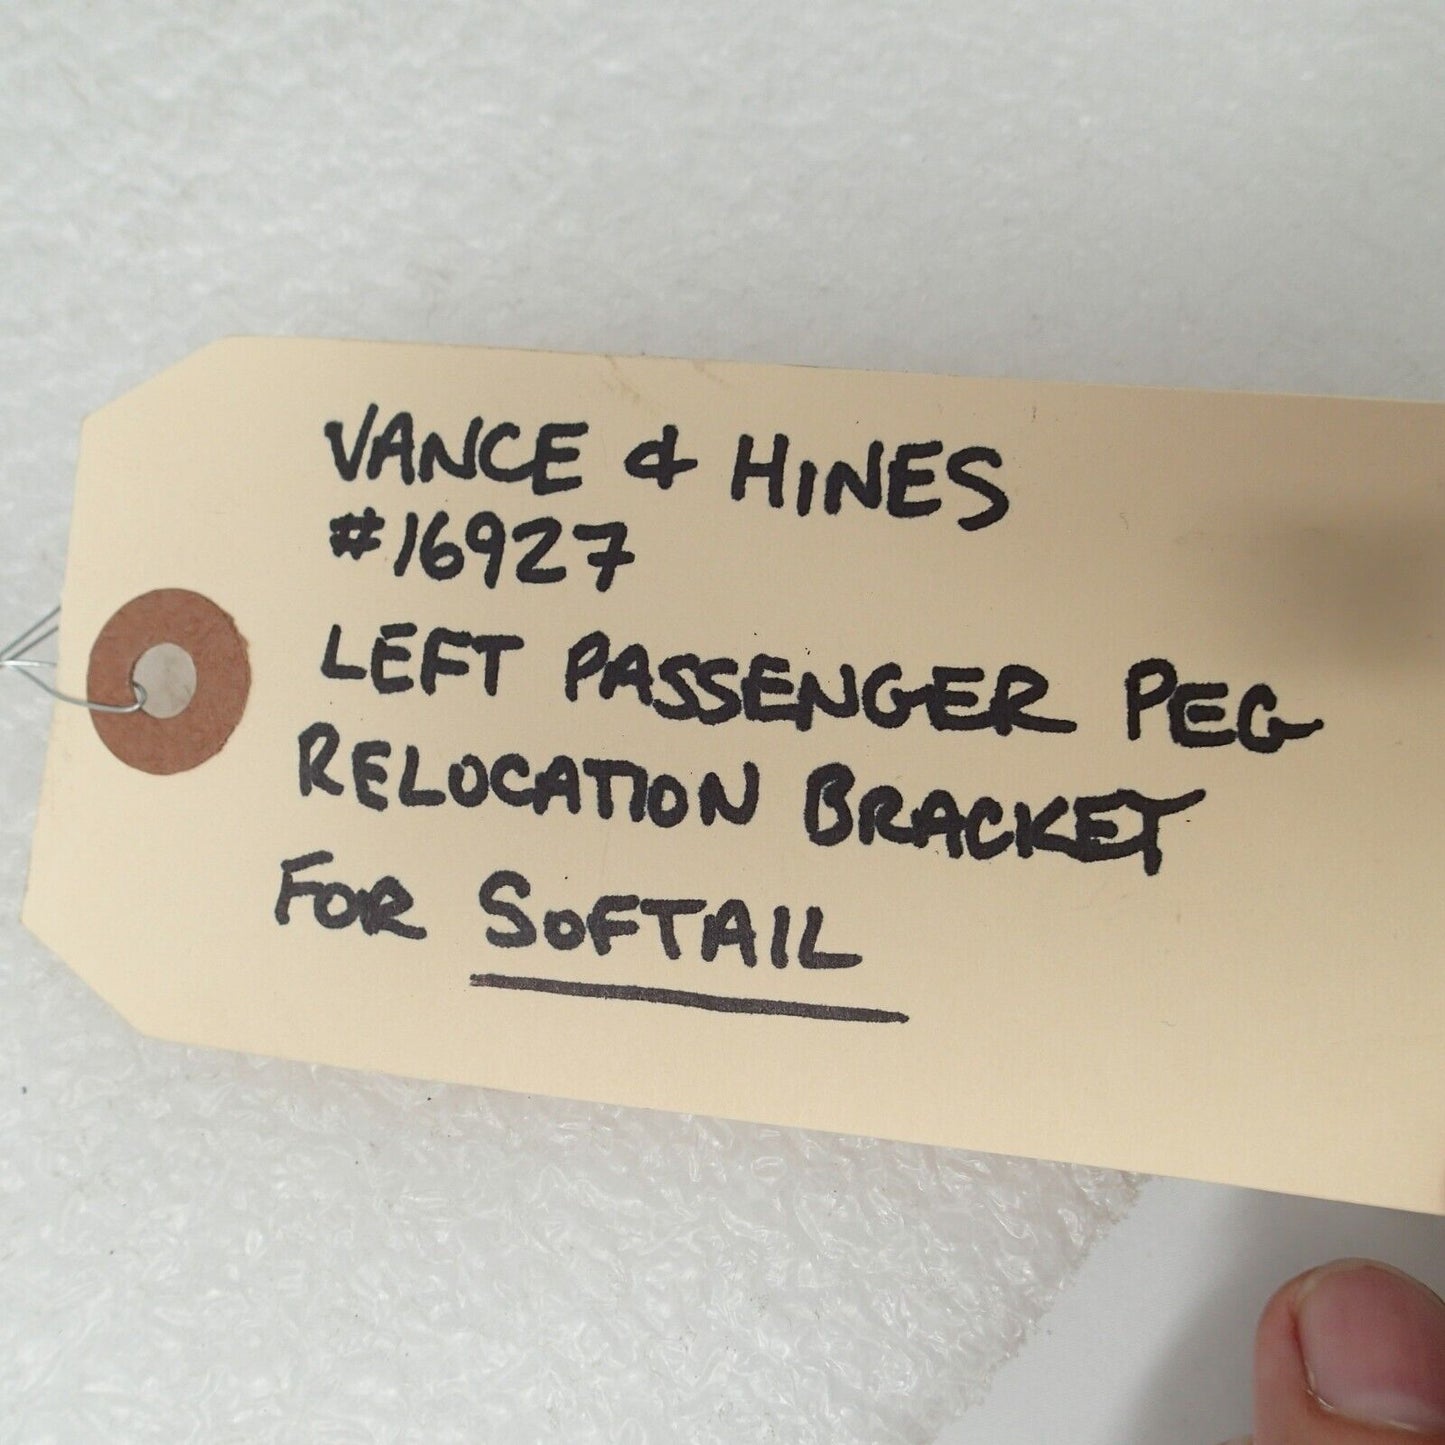 VANCE & HINES
#16927
LEFT PASSENGER PEG
RELOCATION BRACKET
FOR SOFTAIL